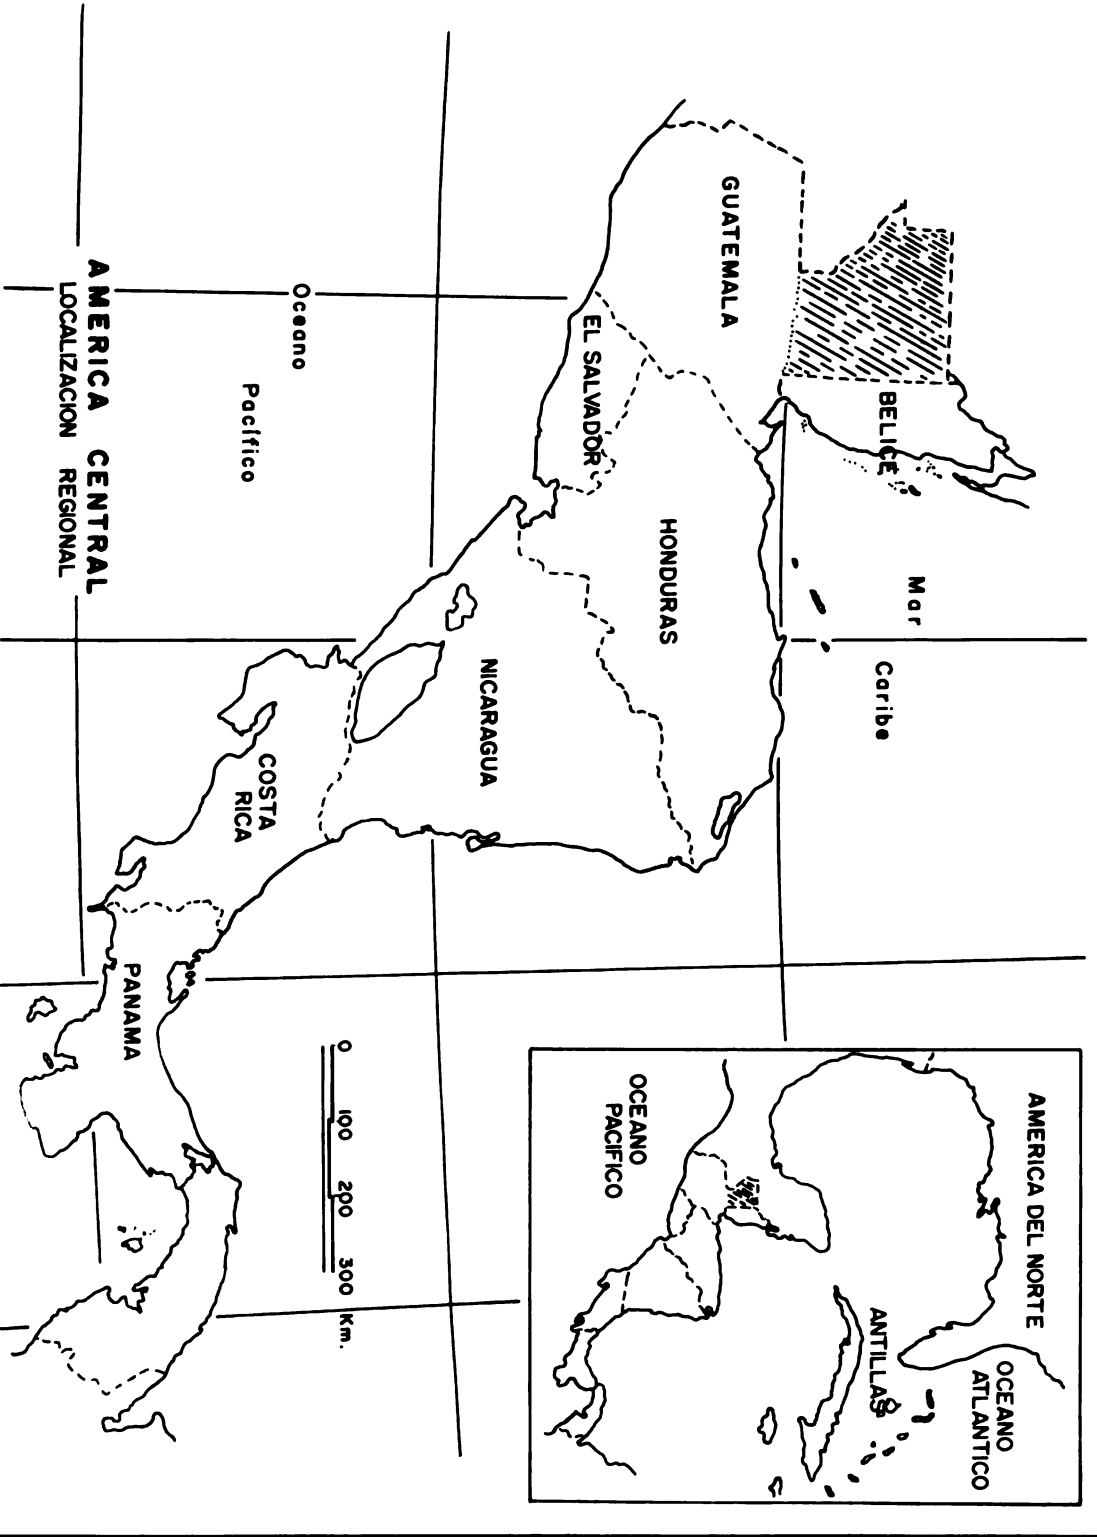 AMERICA DEL NORTE
OCEANO
ATLANTICO
ANTILLAS
OCEANO
PACIFICO
BELICE
Mar
Caribe
GUATEMALA
HONDURAS
EL SALVADOR
NICARAGUA
Oceano
Pacífico
COSTA
RICA
PANAMA
0 100 200 300 Km.
AMERICA CENTRAL
LOCALIZACION REGIONAL